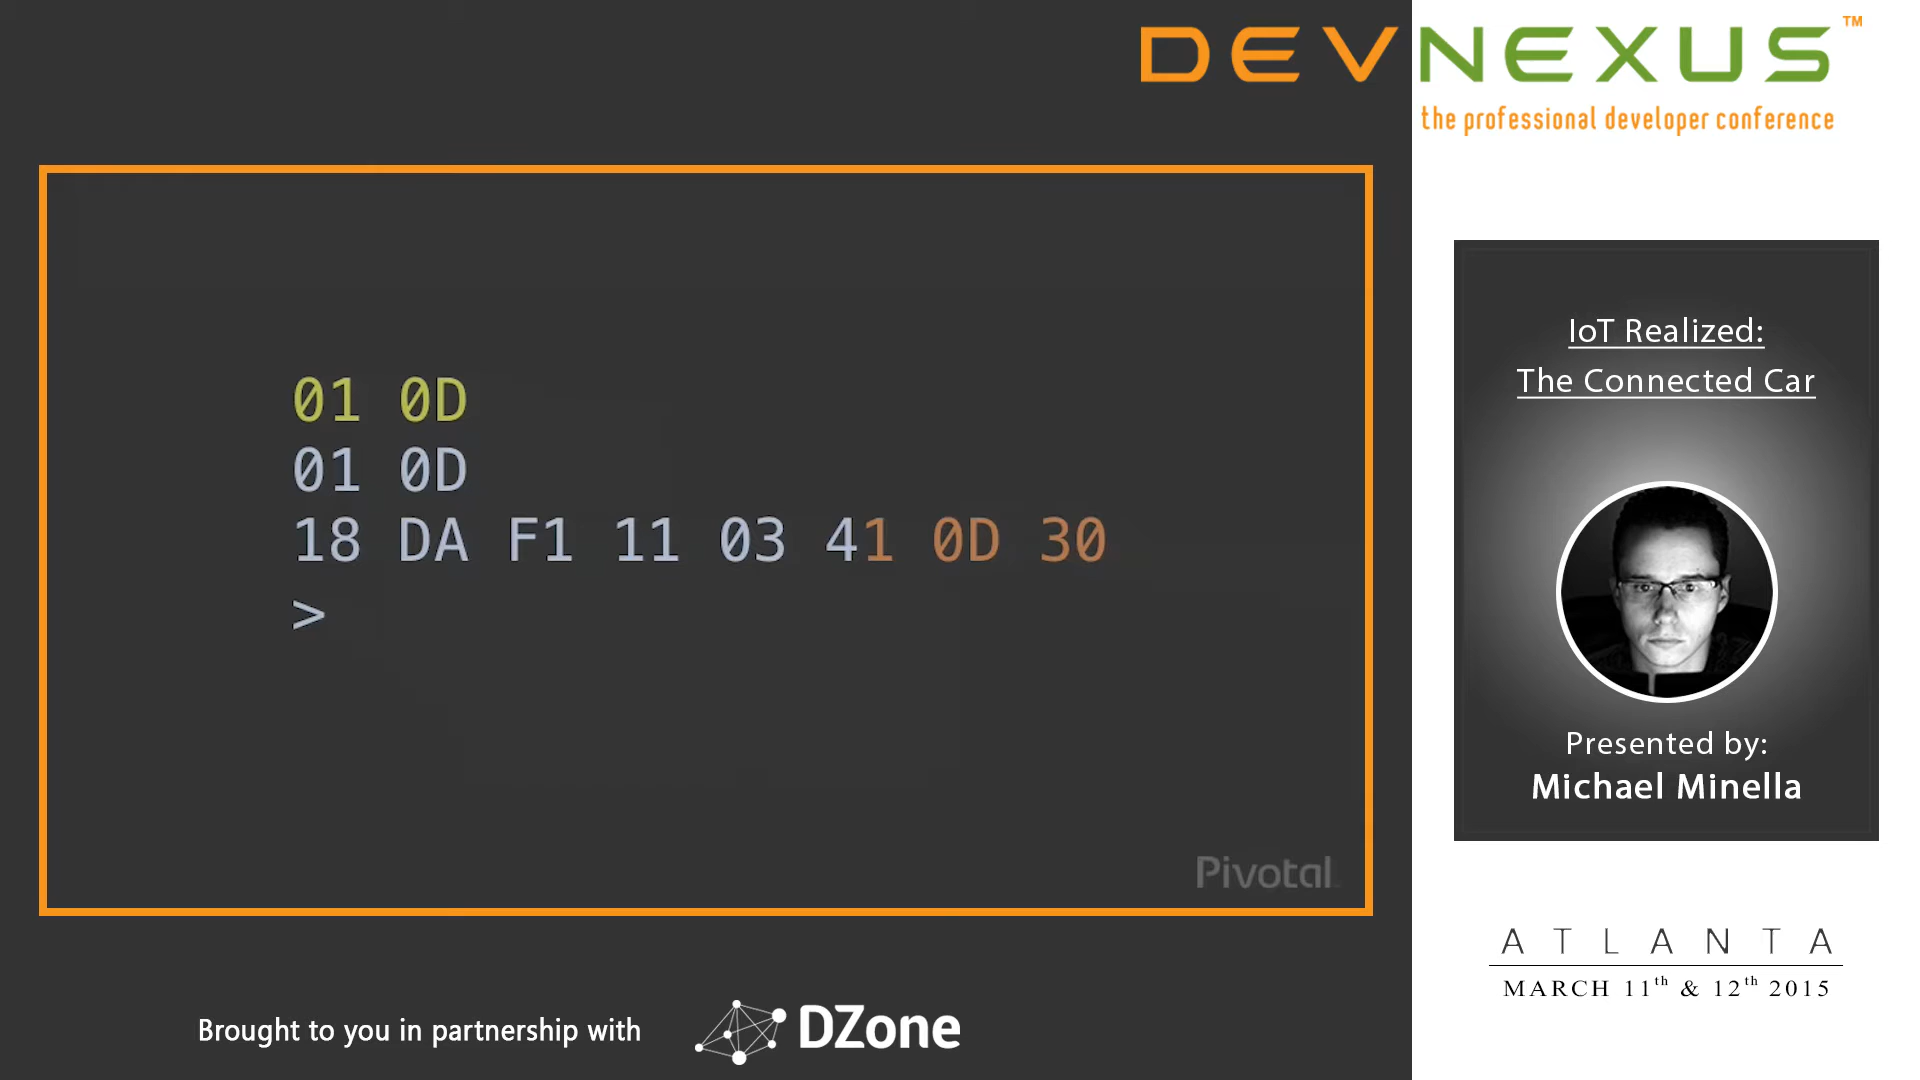 DEVNEXUS™
the professional developer conference
01 0D
01 0D
18 DA F1 11 03 41 0D 30
>
Pivotal
IoT Realized:
The Connected Car
Presented by:
Michael Minella
ATLANTA
MARCH 11th & 12th 2015
Brought to you in partnership with DZone